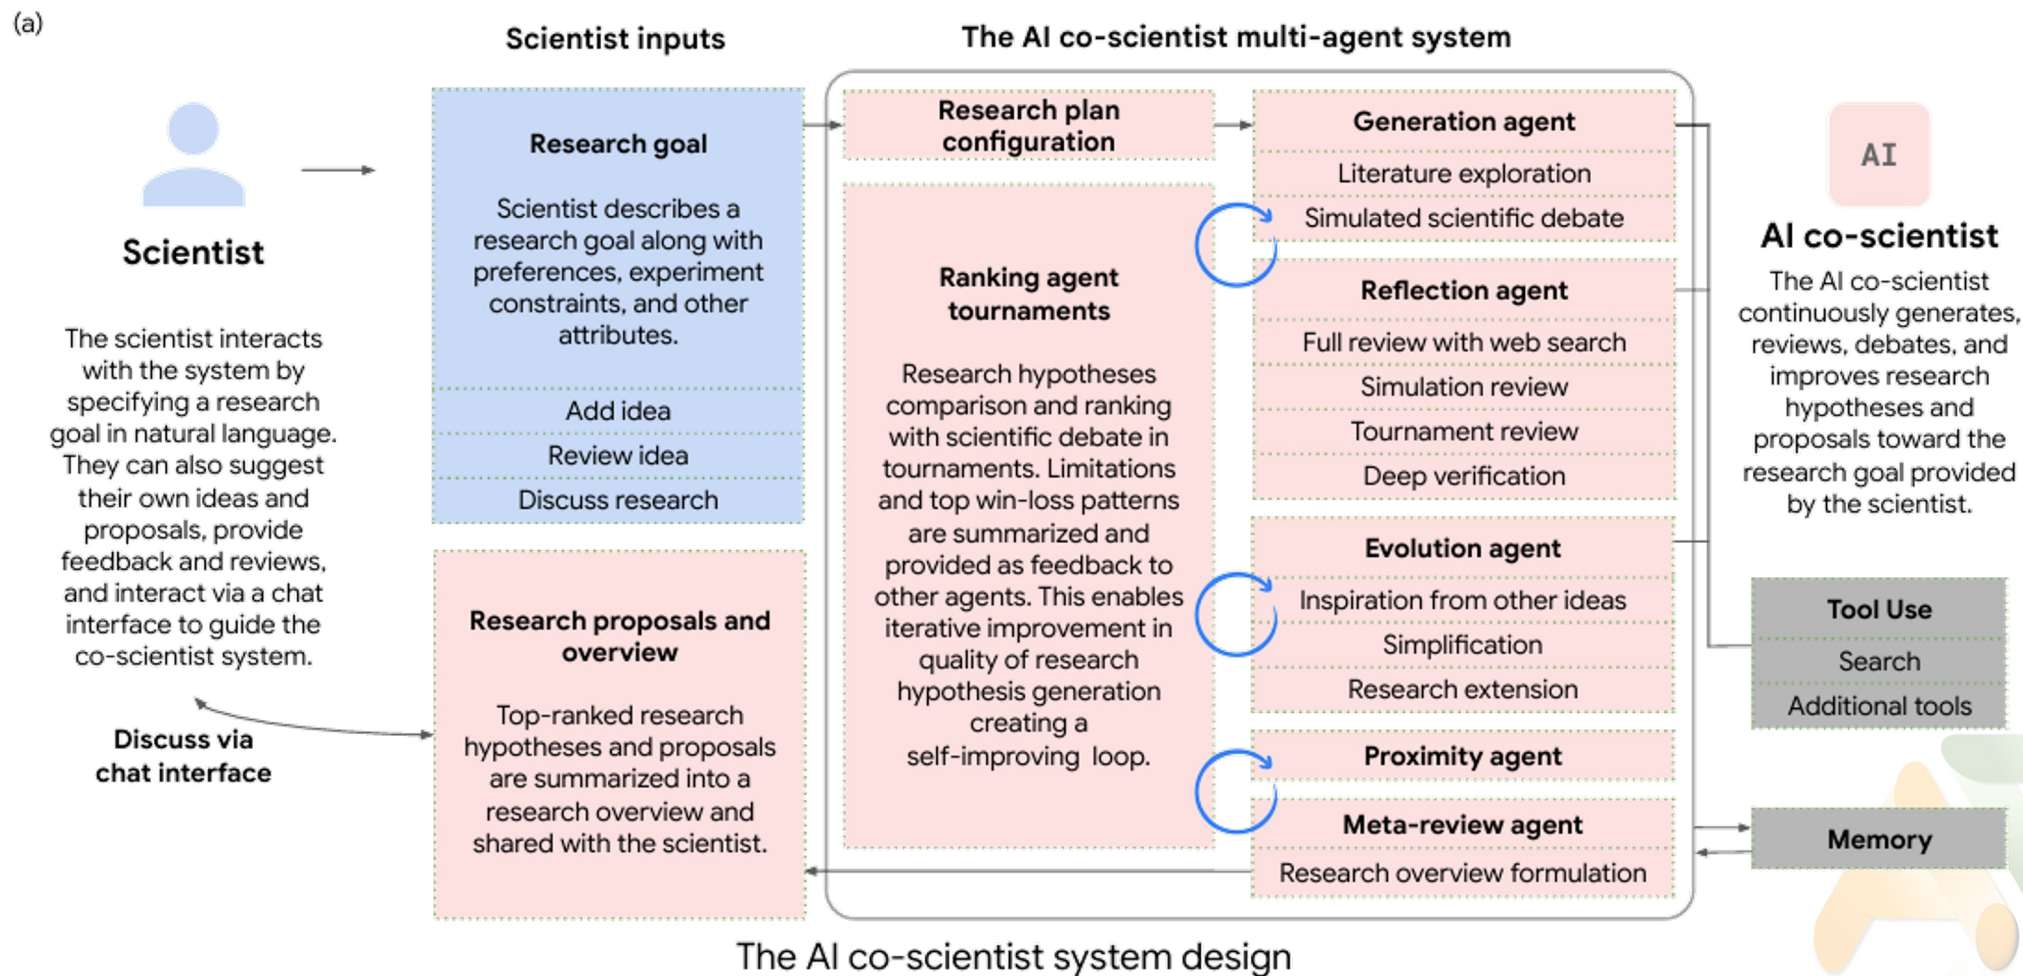 (a)
Scientist inputs
The AI co-scientist multi-agent system
Scientist
The scientist interacts
with the system by
specifying a research
goal in natural language.
They can also suggest
their own ideas and
proposals, provide
feedback and reviews,
and interact via a chat
interface to guide the
co-scientist system.
Discuss via
chat interface
Research goal
Scientist describes a
research goal along with
preferences, experiment
constraints, and other
attributes.
Add idea
Review idea
Discuss research
Research proposals and
overview
Top-ranked research
hypotheses and proposals
are summarized into a
research overview and
shared with the scientist.
Research plan
configuration
Ranking agent
tournaments
Research hypotheses
comparison and ranking
with scientific debate in
tournaments. Limitations
and top win-loss patterns
are summarized and
provided as feedback to
other agents. This enables
iterative improvement in
quality of research
hypothesis generation
creating a
self-improving loop.
Generation agent
Literature exploration
Simulated scientific debate
Reflection agent
Full review with web search
Simulation review
Tournament review
Deep verification
Evolution agent
Inspiration from other ideas
Simplification
Research extension
Proximity agent
Meta-review agent
Research overview formulation
AI
AI co-scientist
The AI co-scientist
continuously generates,
reviews, debates, and
improves research
hypotheses and
proposals toward the
research goal provided
by the scientist.
Tool Use
Search
Additional tools
Memory
The AI co-scientist system design